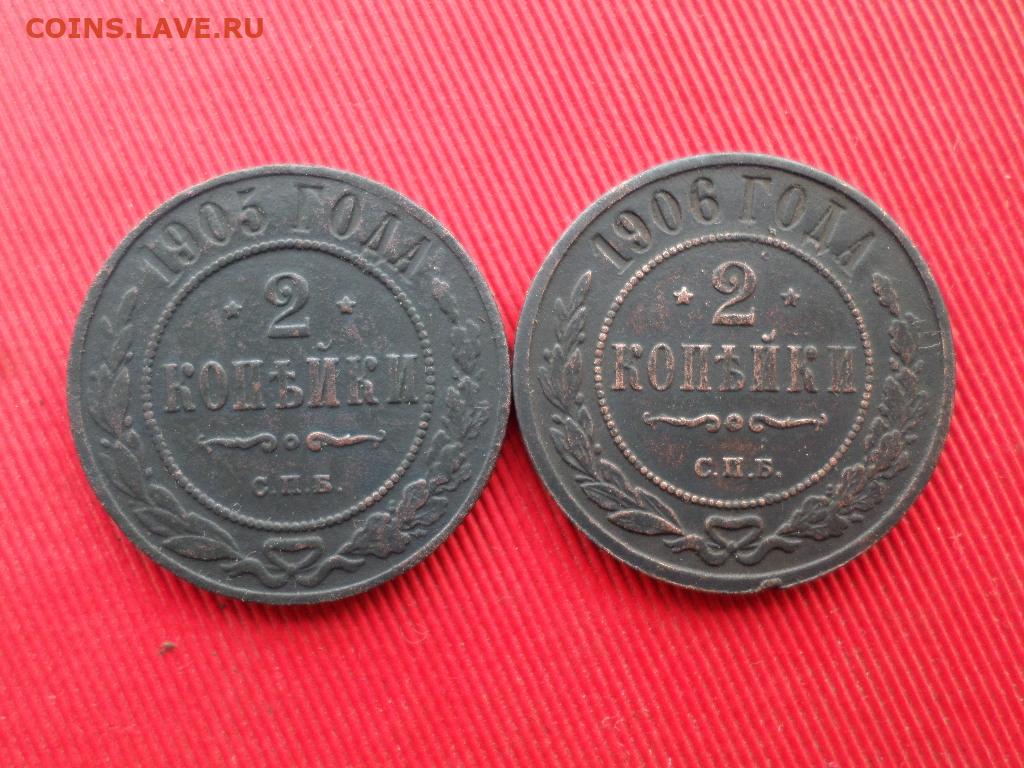 COINS.LAVE.RU
1905 ГОДА
2
КОПѢЙКИ
С.П.Б.
1906 ГОДА
2
КОПѢЙКИ
С.П.Б.